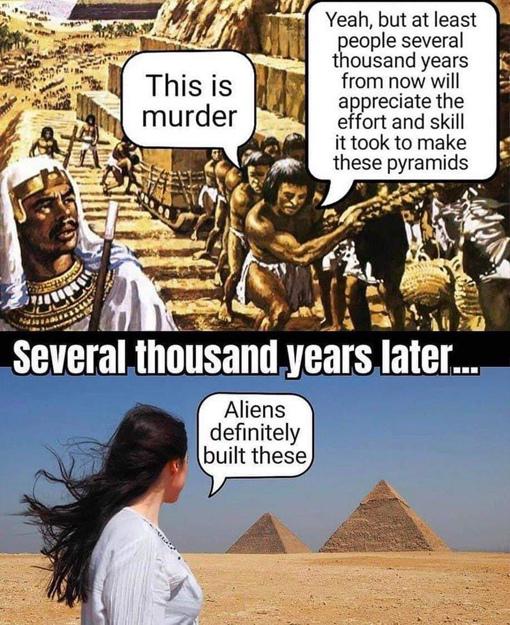 This is
murder
Yeah, but at least
people several
thousand years
from now will
appreciate the
effort and skill
it took to make
these pyramids
Several thousand years later...
Aliens
definitely
built these